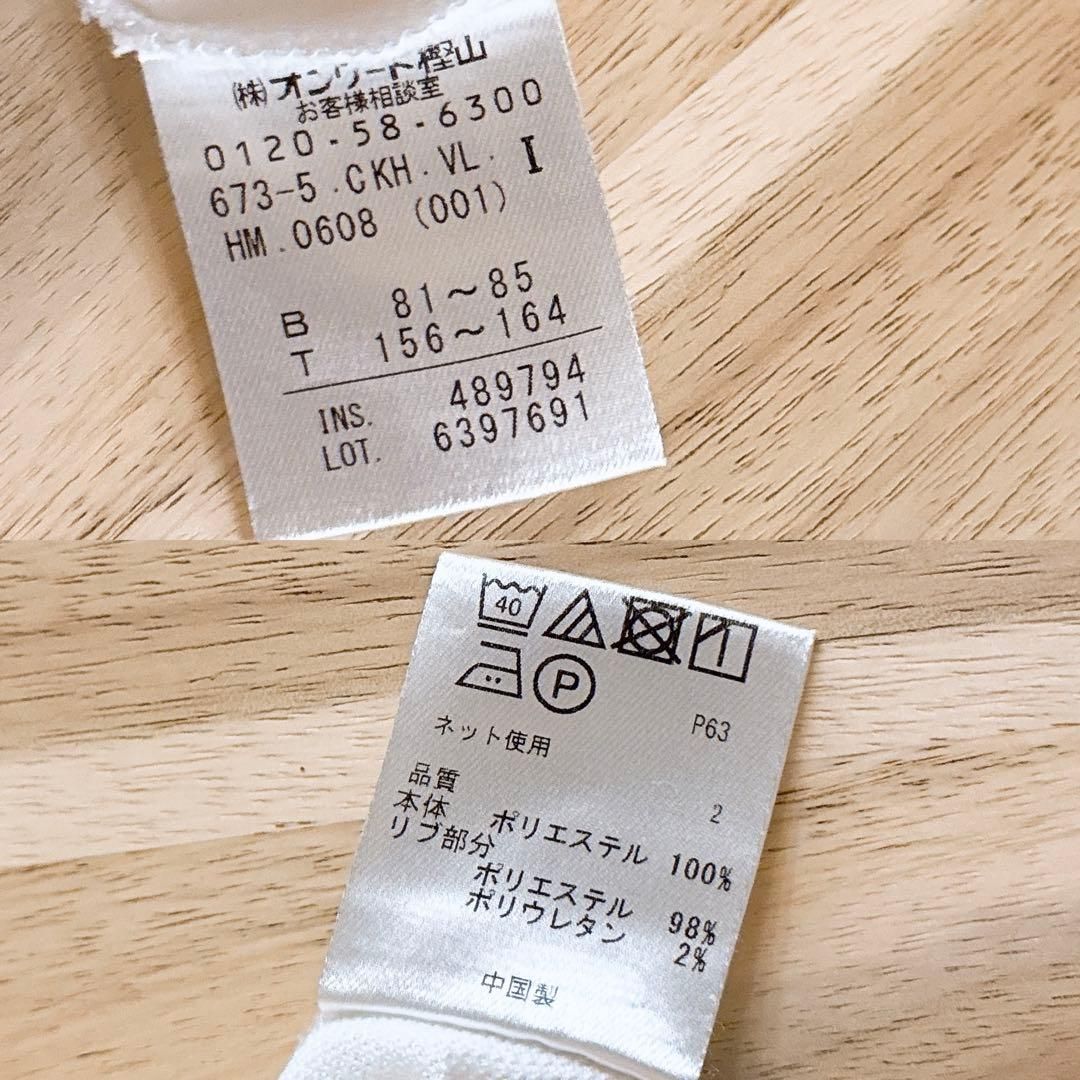 ㈱オンワード樫山
お客様相談室
0120-58-6300
673-5.CKH.VL. I
HM.0608 (001)
B 81～85
T 156～164
INS. 489794
LOT. 6397691
40
P
P63
ネット使用
品質 2
本体 ポリエステル 100%
リブ部分
ポリエステル 98%
ポリウレタン 2%
中国製